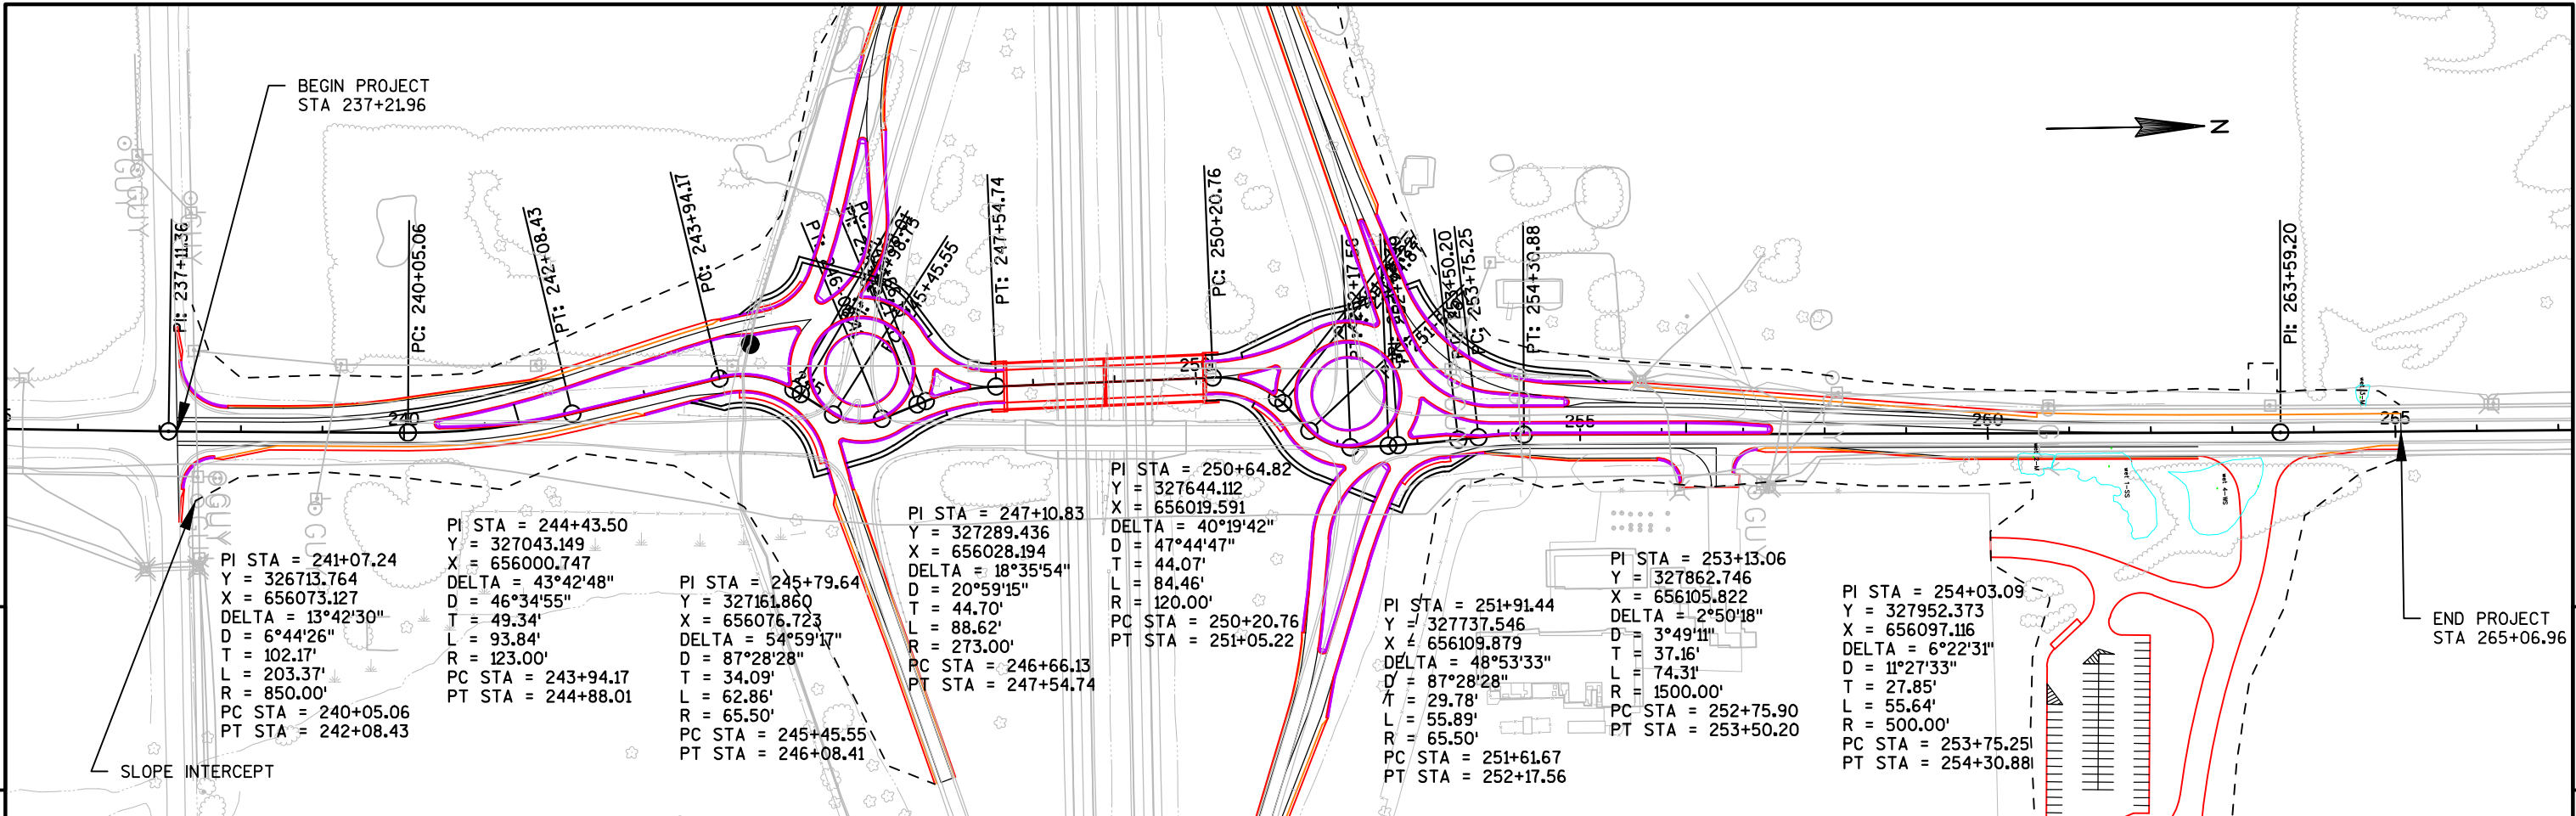 BEGIN PROJECT
STA 237+21.96
N
GUY
GUY
GUY
GUY
GUY
GUY
PI: 237+11.36
PC: 240+05.06
PT: 242+08.43
PC: 243+94.17
245+45.55
PT: 247+54.74
PC: 250+20.76
253+50.20
PC: 253+75.25
PT: 254+30.88
PI: 263+59.20
240
255
260
265
PI STA = 241+07.24
Y = 326713.764
X = 656073.127
DELTA = 13°42'30"
D = 6°44'26"
T = 102.17'
L = 203.37'
R = 850.00'
PC STA = 240+05.06
PT STA = 242+08.43
PI STA = 244+43.50
Y = 327043.149
X = 656000.747
DELTA = 43°42'48"
D = 46°34'55"
T = 49.34'
L = 93.84'
R = 123.00'
PC STA = 243+94.17
PT STA = 244+88.01
PI STA = 245+79.64
Y = 327161.860
X = 656076.723
DELTA = 54°59'17"
D = 87°28'28"
T = 34.09'
L = 62.86'
R = 65.50'
PC STA = 245+45.55
PT STA = 246+08.41
PI STA = 247+10.83
Y = 327289.436
X = 656028.194
DELTA = 18°35'54"
D = 20°59'15"
T = 44.70'
L = 88.62'
R = 273.00'
PC STA = 246+66.13
PT STA = 247+54.74
PI STA = 250+64.82
Y = 327644.112
X = 656019.591
DELTA = 40°19'42"
D = 47°44'47"
T = 44.07'
L = 84.46'
R = 120.00'
PC STA = 250+20.76
PT STA = 251+05.22
PI STA = 251+91.44
Y = 327737.546
X = 656109.879
DELTA = 48°53'33"
D = 87°28'28"
T = 29.78'
L = 55.89'
R = 65.50'
PC STA = 251+61.67
PT STA = 252+17.56
PI STA = 253+13.06
Y = 327862.746
X = 656105.822
DELTA = 2°50'18"
D = 3°49'11"
T = 37.16'
L = 74.31'
R = 1500.00'
PC STA = 252+75.90
PT STA = 253+50.20
PI STA = 254+03.09
Y = 327952.373
X = 656097.116
DELTA = 6°22'31"
D = 11°27'33"
T = 27.85'
L = 55.64'
R = 500.00'
PC STA = 253+75.25
PT STA = 254+30.88
END PROJECT
STA 265+06.96
SLOPE INTERCEPT